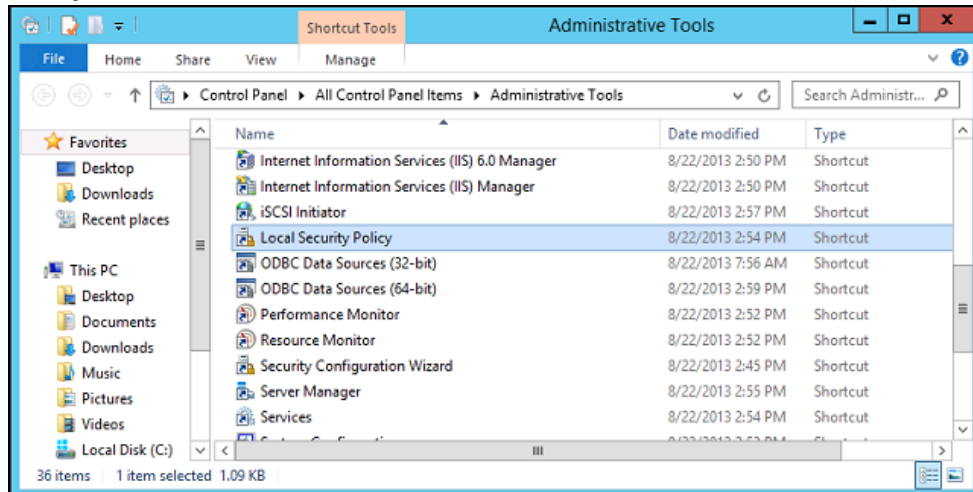 Shortcut Tools Administrative Tools
File Home Share View Manage
Control Panel All Control Panel Items Administrative Tools Search Administr...
Name Date modified Type
Favorites
Desktop
Downloads
Recent places
This PC
Desktop
Documents
Downloads
Music
Pictures
Videos
Local Disk (C:)
Internet Information Services (IIS) 6.0 Manager 8/22/2013 2:50 PM Shortcut
Internet Information Services (IIS) Manager 8/22/2013 2:50 PM Shortcut
iSCSI Initiator 8/22/2013 2:57 PM Shortcut
Local Security Policy 8/22/2013 2:54 PM Shortcut
ODBC Data Sources (32-bit) 8/22/2013 7:56 AM Shortcut
ODBC Data Sources (64-bit) 8/22/2013 2:59 PM Shortcut
Performance Monitor 8/22/2013 2:52 PM Shortcut
Resource Monitor 8/22/2013 2:52 PM Shortcut
Security Configuration Wizard 8/22/2013 2:45 PM Shortcut
Server Manager 8/22/2013 2:55 PM Shortcut
Services 8/22/2013 2:54 PM Shortcut
36 items 1 item selected 1.09 KB